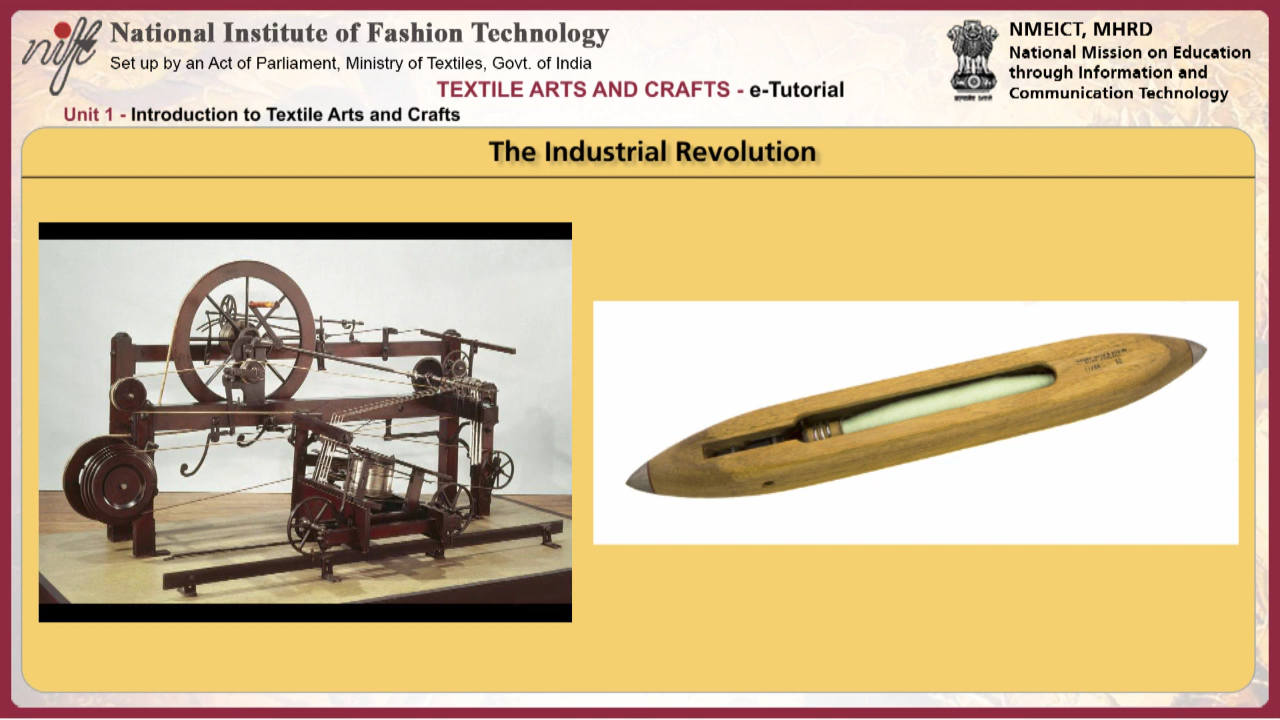 nift
National Institute of Fashion Technology
Set up by an Act of Parliament, Ministry of Textiles, Govt. of India
NMEICT, MHRD
National Mission on Education
through Information and
Communication Technology
TEXTILE ARTS AND CRAFTS - e-Tutorial
Unit 1 - Introduction to Textile Arts and Crafts
The Industrial Revolution